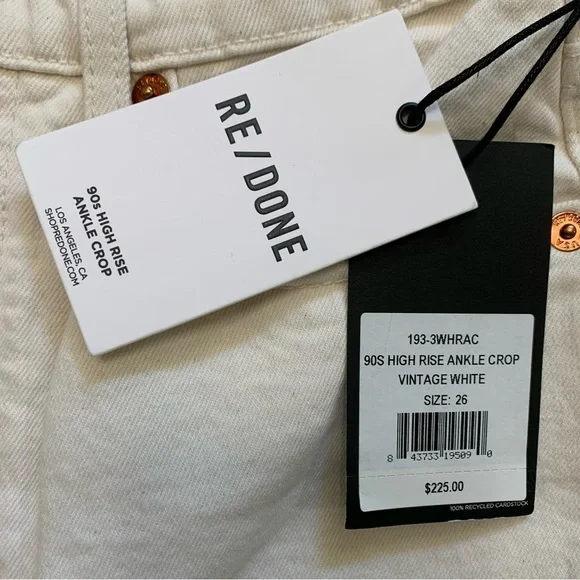 RE/DONE
90s HIGH RISE
ANKLE CROP
LOS ANGELES, CA
SHOPREDONE.COM
193-3WHRAC
90S HIGH RISE ANKLE CROP
VINTAGE WHITE
SIZE: 26
8 43733 19509 0
$225.00
100% RECYCLED CARDSTOCK